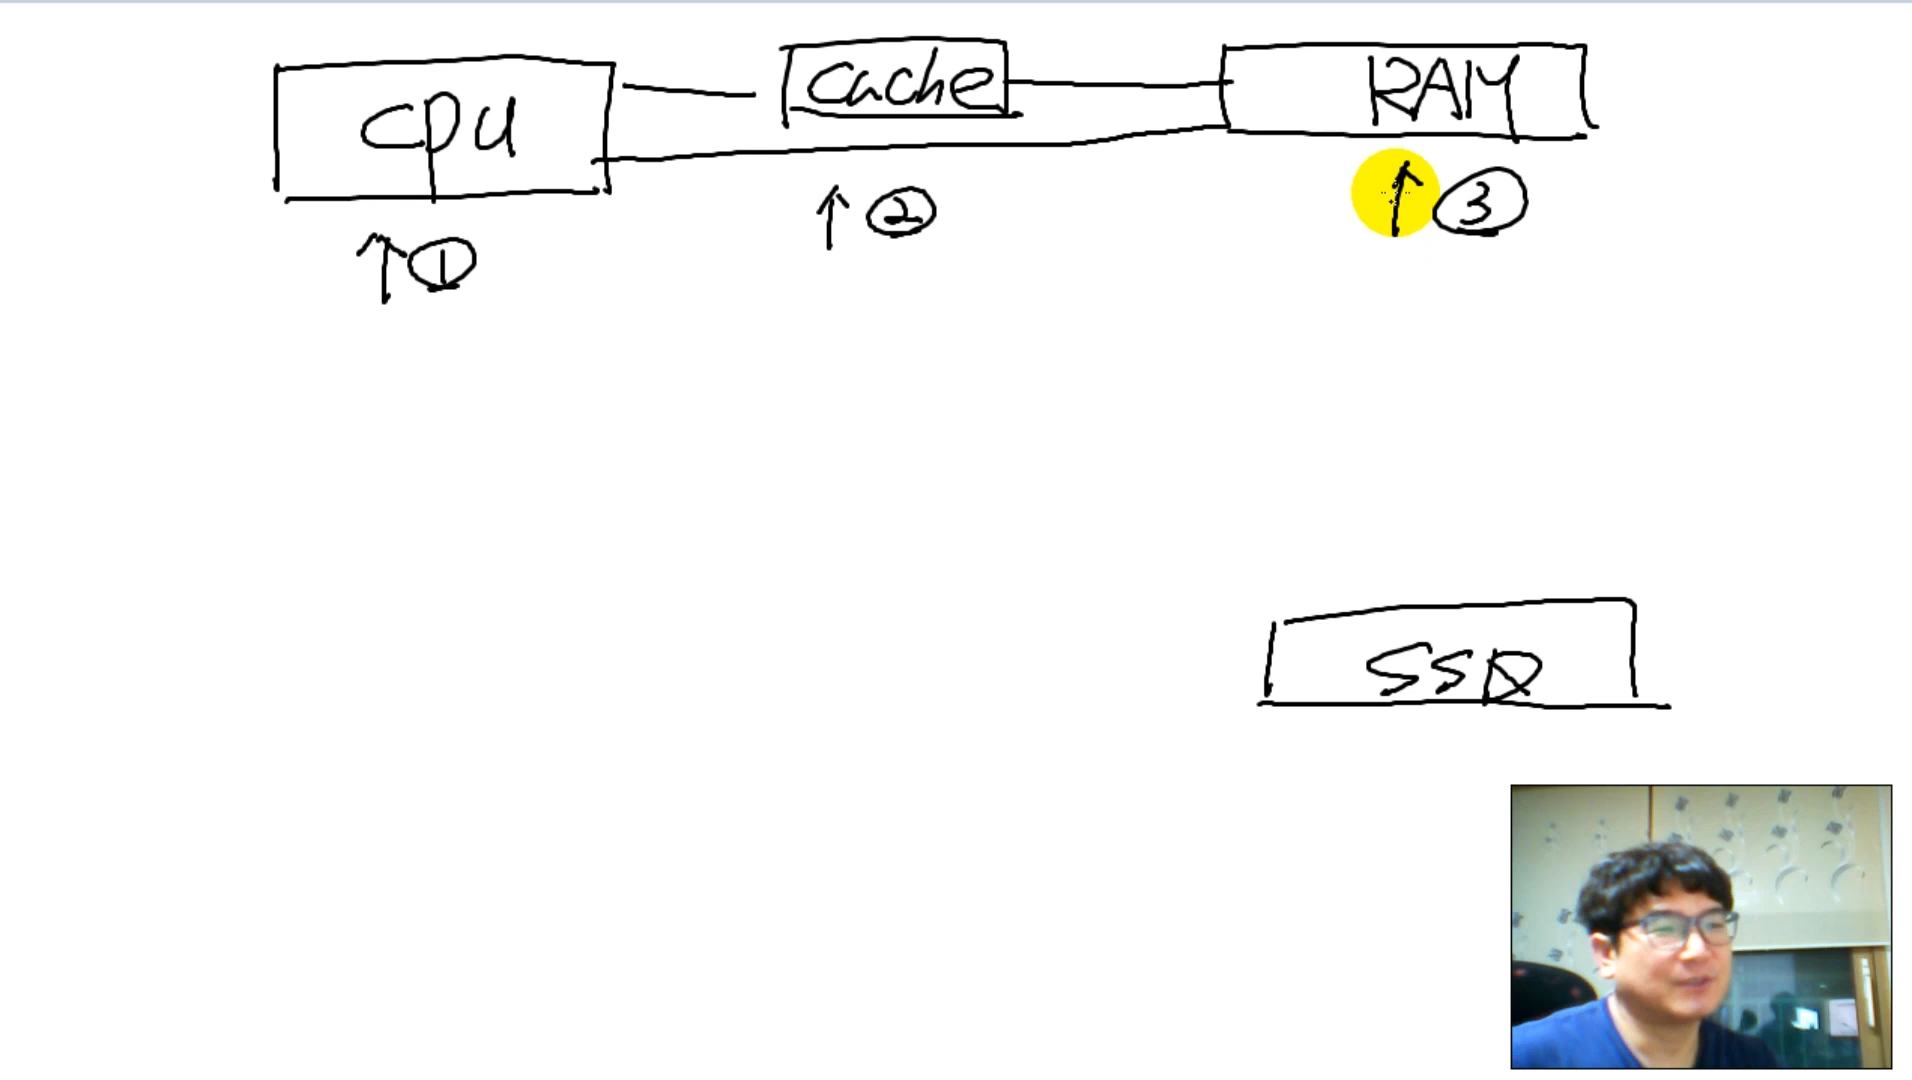 CPU
Cache
RAM
↑ ①
↑ ②
↑ ③
SSD